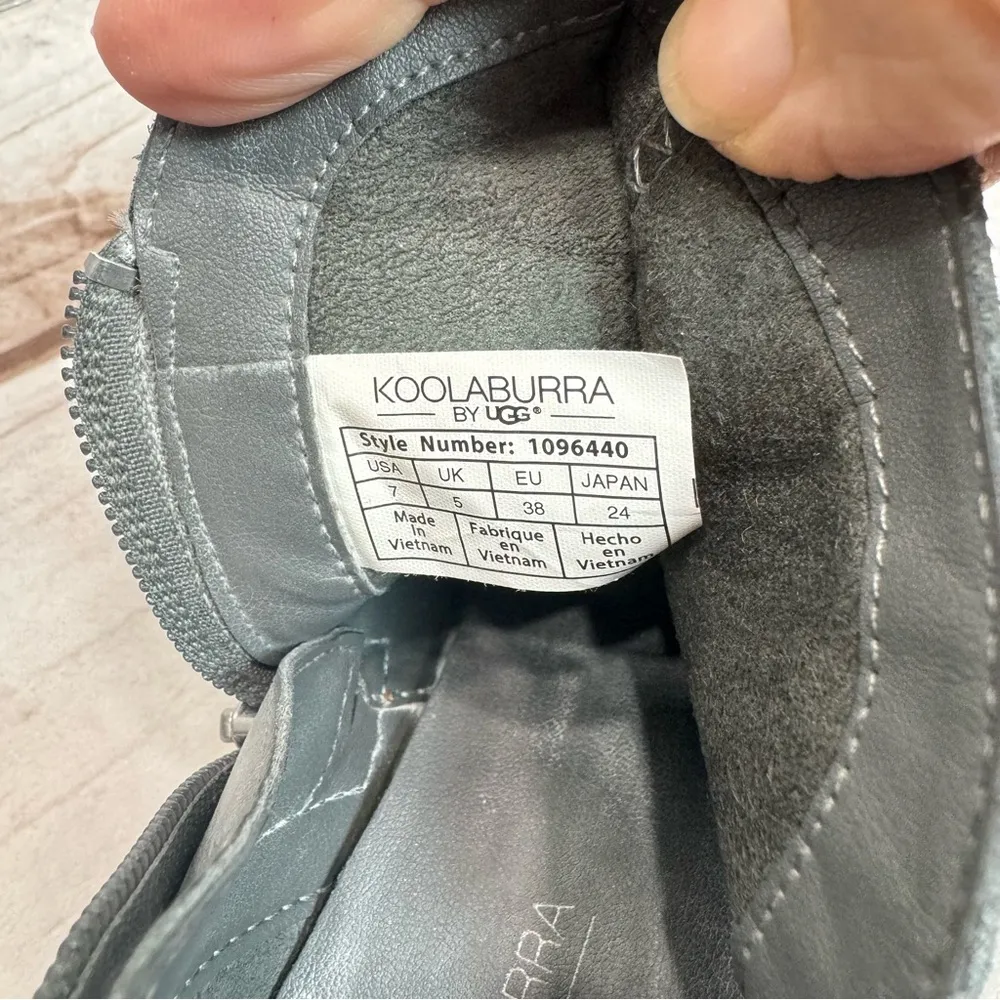 KOOLABURRA
BY UGG®
Style Number: 1096440
USA UK EU JAPAN
7 5 38 24
Made In Vietnam Fabrique en Vietnam Hecho en Vietnam
RRA